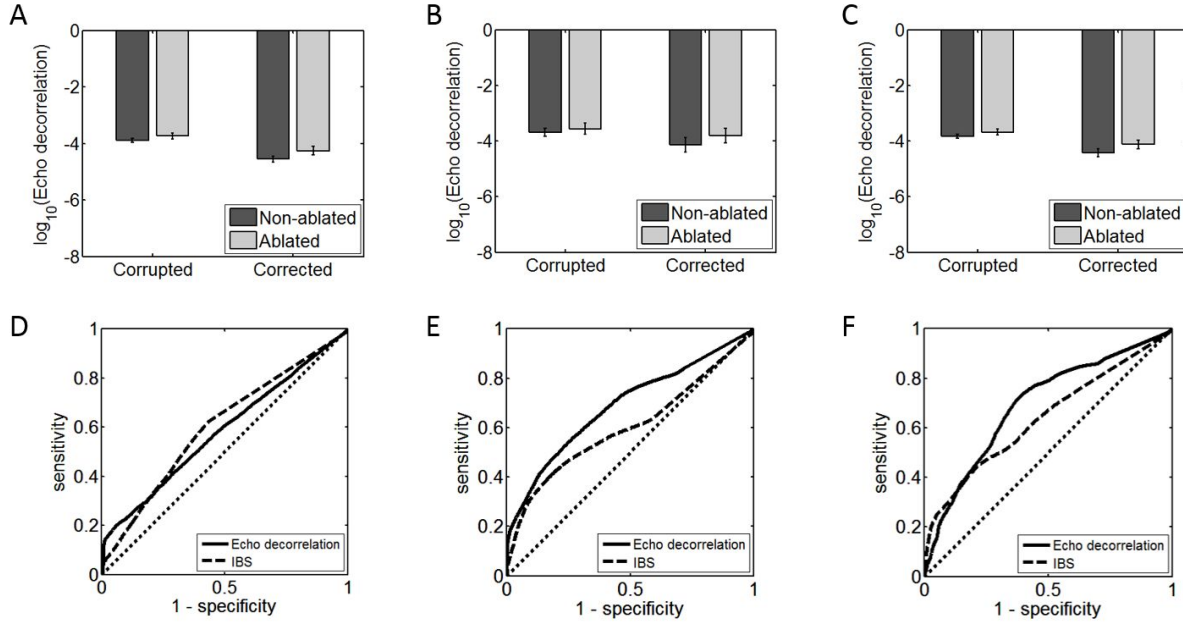 A
B
C
0
-2
-4
-6
-8
log10(Echo decorrelation)
Non-ablated
Ablated
Corrupted
Corrected
0
-2
-4
-6
-8
log10(Echo decorrelation)
Non-ablated
Ablated
Corrupted
Corrected
0
-2
-4
-6
-8
log10(Echo decorrelation)
Non-ablated
Ablated
Corrupted
Corrected
D
E
F
1
0.8
0.6
0.4
0.2
0
sensitivity
Echo decorrelation
IBS
0
0.5
1
1 - specificity
1
0.8
0.6
0.4
0.2
0
sensitivity
Echo decorrelation
IBS
0
0.5
1
1 - specificity
1
0.8
0.6
0.4
0.2
0
sensitivity
Echo decorrelation
IBS
0
0.5
1
1 - specificity